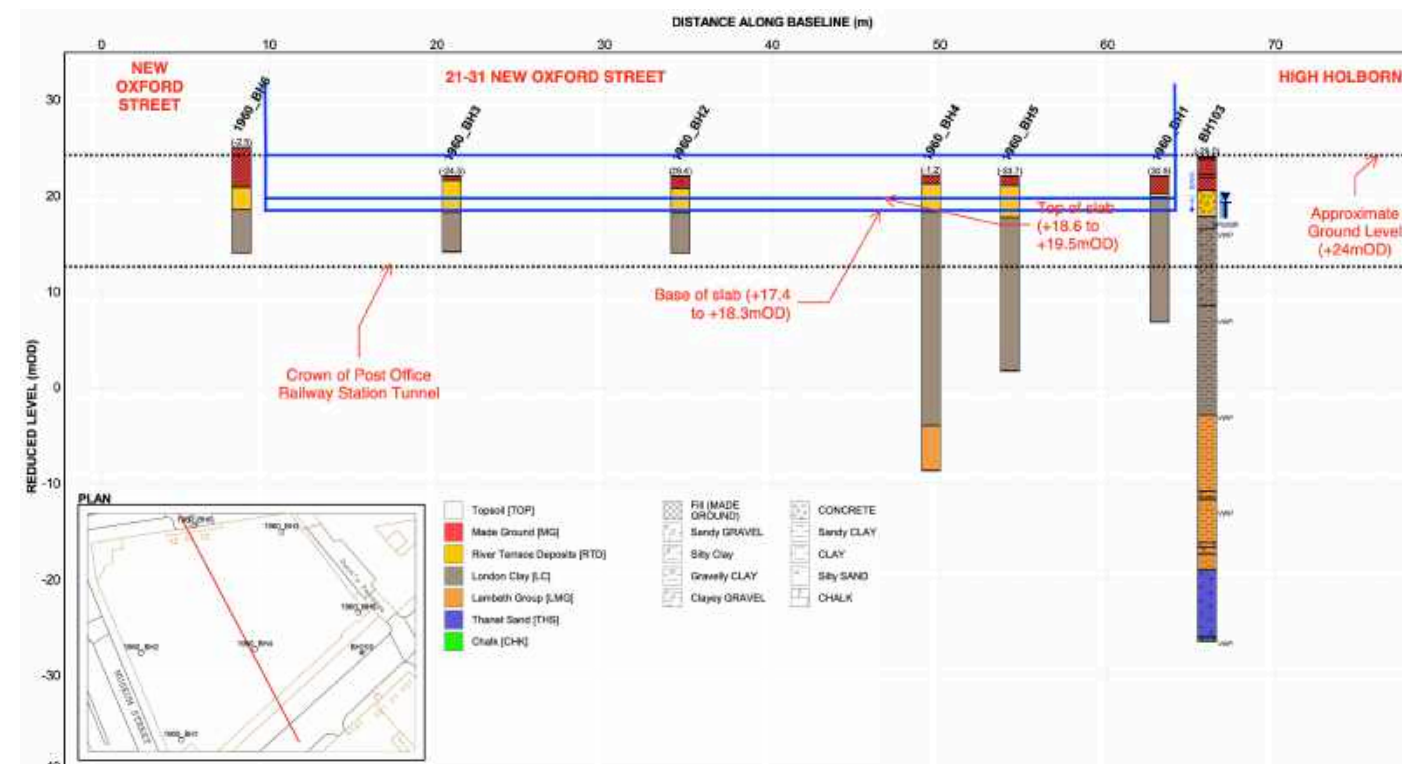 DISTANCE ALONG BASELINE (m)
0 10 20 30 40 50 60 70
NEW
OXFORD
STREET
21-31 NEW OXFORD STREET
HIGH HOLBORN
1960_BH6
1960_BH3
1960_BH2
1960_BH4
1960_BH5
1960_BH1
BH103
30
20
10
0
-10
-20
-30
REDUCED LEVEL (mOD)
Top of slab
(+18.6 to
+19.5mOD)
Approximate
Ground Level
(+24mOD)
Base of slab (+17.4
to +18.3mOD)
Crown of Post Office
Railway Station Tunnel
PLAN
1960_BH4
MUSEUM STREET
Topsoil [TOP]
Made Ground [MG]
River Terrace Deposits [RTD]
London Clay [LC]
Lambeth Group [LMG]
Thanet Sand [THS]
Chalk [CHK]
Fill (MADE
GROUND)
Sandy GRAVEL
Silty Clay
Gravelly CLAY
Clayey GRAVEL
CONCRETE
Sandy CLAY
CLAY
Silty SAND
CHALK